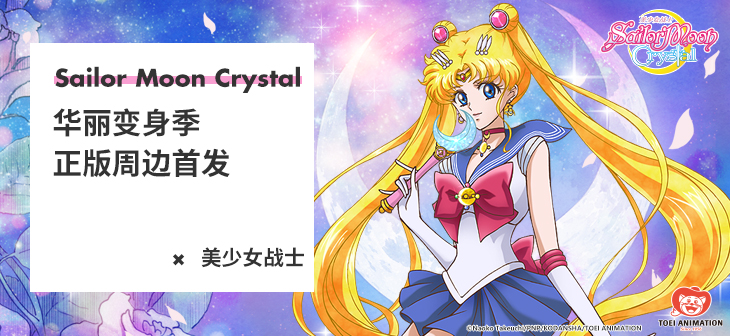 Sailor Moon Crystal
华丽变身季
正版周边首发
× 美少女战士
美少女戦士
Sailor Moon
Crystal
TOEI ANIMATION
©Naoko Takeuchi/PNP/KODANSHA/TOEI ANIMATION